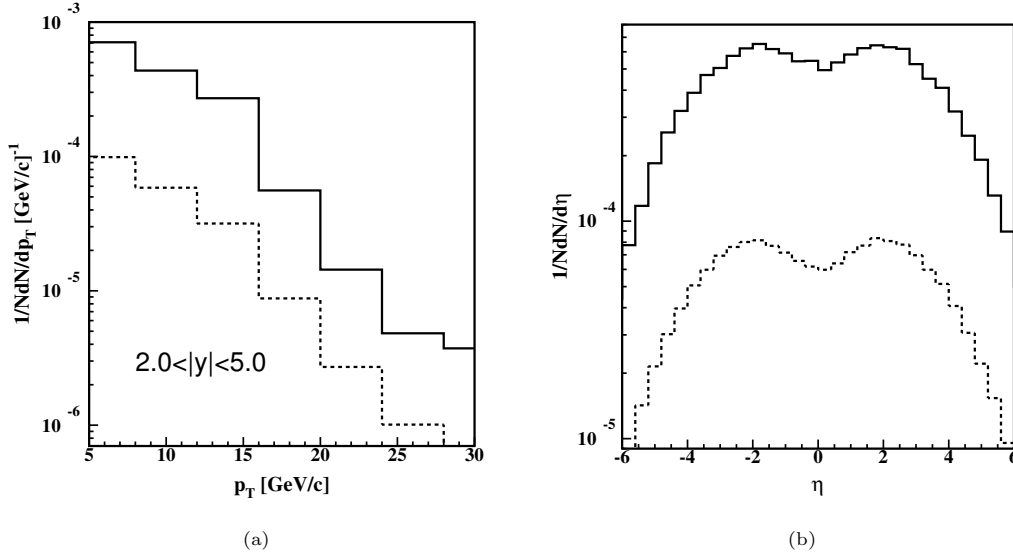 10^-3
10^-4
10^-5
10^-6
1/NdN/dp_T [GeV/c]^-1
2.0<|y|<5.0
5 10 15 20 25 30
p_T [GeV/c]
(a)
10^-4
10^-5
1/NdN/dη
-6 -4 -2 0 2 4 6
η
(b)